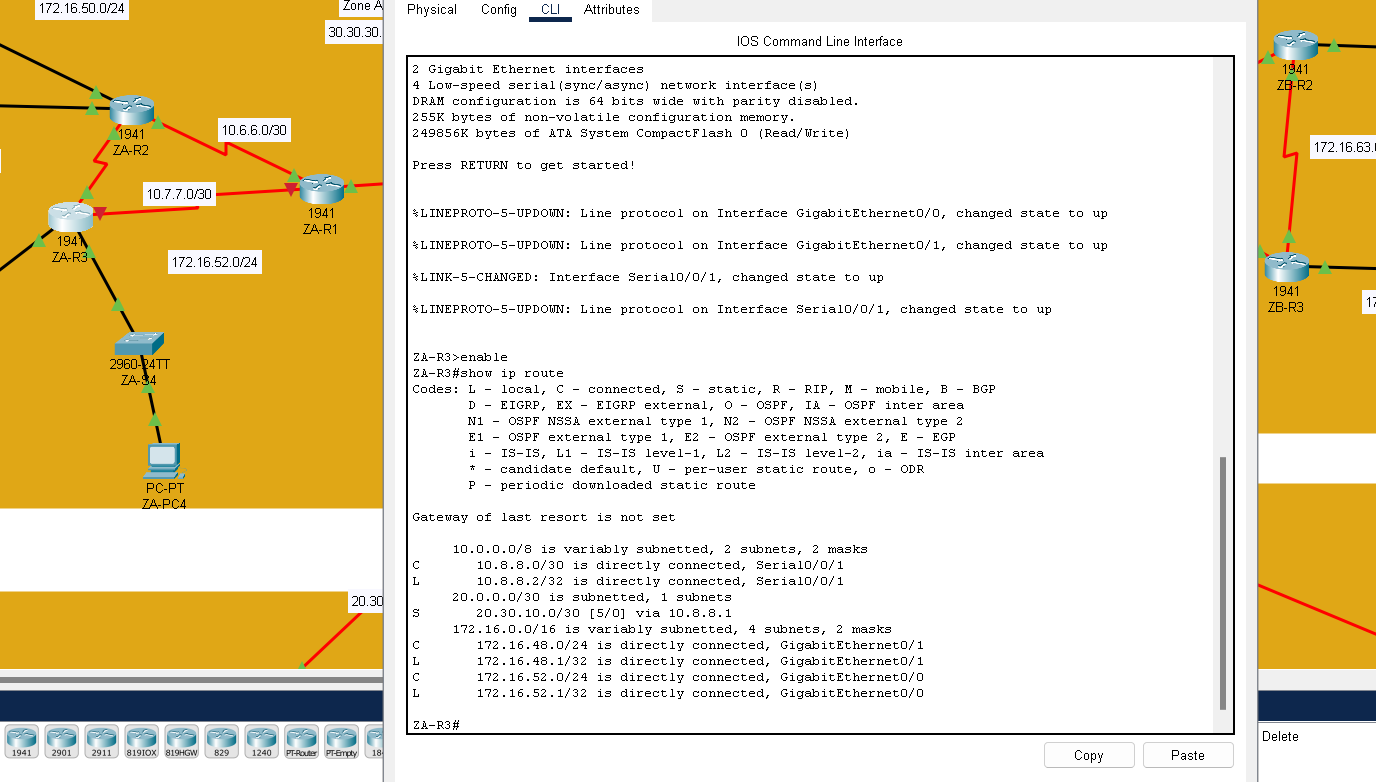 172.16.50.0/24
Zone A
30.30.30.
1941
ZA-R2
10.6.6.0/30
10.7.7.0/30
1941
ZA-R1
1941
ZA-R3
172.16.52.0/24
2960-24TT
ZA-S4
PC-PT
ZA-PC4
20.30
1941
2901
2911
819IOX
819HGW
829
1240
PT-Router
PT-Empty
Physical Config CLI Attributes
IOS Command Line Interface
2 Gigabit Ethernet interfaces
4 Low-speed serial(sync/async) network interface(s)
DRAM configuration is 64 bits wide with parity disabled.
255K bytes of non-volatile configuration memory.
249856K bytes of ATA System CompactFlash 0 (Read/Write)
Press RETURN to get started!
%LINEPROTO-5-UPDOWN: Line protocol on Interface GigabitEthernet0/0, changed state to up
%LINEPROTO-5-UPDOWN: Line protocol on Interface GigabitEthernet0/1, changed state to up
%LINK-5-CHANGED: Interface Serial0/0/1, changed state to up
%LINEPROTO-5-UPDOWN: Line protocol on Interface Serial0/0/1, changed state to up
ZA-R3>enable
ZA-R3#show ip route
Codes: L - local, C - connected, S - static, R - RIP, M - mobile, B - BGP
D - EIGRP, EX - EIGRP external, O - OSPF, IA - OSPF inter area
N1 - OSPF NSSA external type 1, N2 - OSPF NSSA external type 2
E1 - OSPF external type 1, E2 - OSPF external type 2, E - EGP
i - IS-IS, L1 - IS-IS level-1, L2 - IS-IS level-2, ia - IS-IS inter area
* - candidate default, U - per-user static route, o - ODR
P - periodic downloaded static route
Gateway of last resort is not set
10.0.0.0/8 is variably subnetted, 2 subnets, 2 masks
C 10.8.8.0/30 is directly connected, Serial0/0/1
L 10.8.8.2/32 is directly connected, Serial0/0/1
20.0.0.0/30 is subnetted, 1 subnets
S 20.30.10.0/30 [5/0] via 10.8.8.1
172.16.0.0/16 is variably subnetted, 4 subnets, 2 masks
C 172.16.48.0/24 is directly connected, GigabitEthernet0/1
L 172.16.48.1/32 is directly connected, GigabitEthernet0/1
C 172.16.52.0/24 is directly connected, GigabitEthernet0/0
L 172.16.52.1/32 is directly connected, GigabitEthernet0/0
ZA-R3#
Copy Paste
1941
ZB-R2
172.16.63.
1941
ZB-R3
Delete